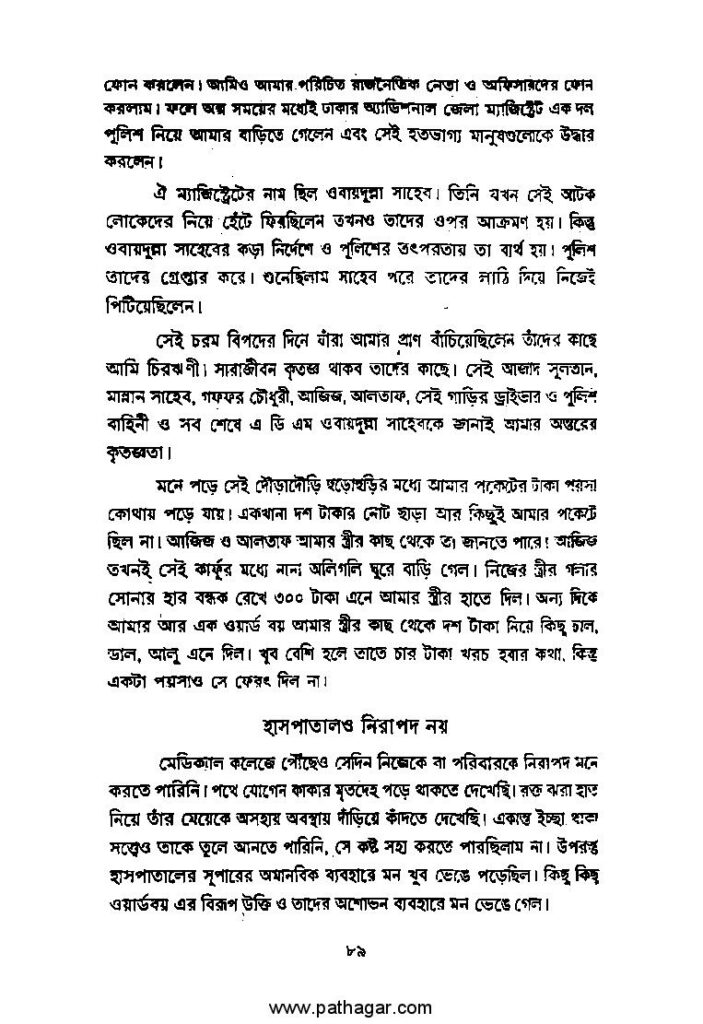 ফোন করলেন। আমিও আমার পরিচিত রাজনৈতিক নেতা ও অফিসারদের ফোন
করলাম। ফলে অল্প সময়ের মধ্যেই ঢাকার অ্যাডিশনাল জেলা ম্যাজিষ্ট্রেট এক দল
পুলিশ নিয়ে আমার বাড়িতে গেলেন এবং সেই হতভাগ্য মানুষগুলোকে উদ্ধার
করলেন।
ঐ ম্যাজিস্ট্রেটের নাম ছিল ওবায়দুল্লা সাহেব। তিনি যখন সেই আটক
লোকেদের নিয়ে হেঁটে ফিরছিলেন তখনও তাদের ওপর আক্রমণ হয়। কিন্তু
ওবায়দুল্লা সাহেবের কড়া নির্দেশে ও পুলিশের তৎপরতায় তা ব্যর্থ হয়। পুলিশ
তাদের গ্রেপ্তার করে। শুনেছিলাম সাহেব পরে তাদের লাঠি দিয়ে নিজেই
পিটিয়েছিলেন।
সেই চরম বিপদের দিনে যাঁরা আমার প্রাণ বাঁচিয়েছিলেন তাঁদের কাছে
আমি চিরঋণী। সারাজীবন কৃতজ্ঞ থাকব তাদের কাছে। সেই আজাদ সুলতান,
মান্নান সাহেব, গফফর চৌধুরী, আজিজ, আলতাফ, সেই গাড়ির ড্রাইভার ও পুলিশ
বাহিনী ও সব শেষে এ ডি এম ওবায়দুল্লা সাহেবকে জানাই আমার অন্তরের
কৃতজ্ঞতা।
মনে পড়ে সেই দৌড়াদৌড়ি হুড়োহুড়ির মধ্যে আমার পকেটের টাকা পয়সা
কোথায় পড়ে যায়। একখানা দশ টাকার নোট ছাড়া আর কিছুই আমার পকেটে
ছিল না। আজিজ ও আলতাফ আমার স্ত্রীর কাছ থেকে তা জানতে পারে। আজিজ
তখনই সেই কার্ফুর মধ্যে নানা অলিগলি ঘুরে বাড়ি গেল। নিজের স্ত্রীর গলার
সোনার হার বন্ধক রেখে ৩০০ টাকা এনে আমার স্ত্রীর হাতে দিল। অন্য দিকে
আমার আর এক ওয়ার্ড বয় আমার স্ত্রীর কাছ থেকে দশ টাকা নিয়ে কিছু চাল,
ডাল, আলু এনে দিল। খুব বেশি হলে তাতে চার টাকা খরচ হবার কথা, কিন্তু
একটা পয়সাও সে ফেরৎ দিল না।
হাসপাতালও নিরাপদ নয়
মেডিক্যাল কলেজে পৌঁছেও সেদিন নিজেকে বা পরিবারকে নিরাপদ মনে
করতে পারিনি। পথে যোগেন কাকার মৃতদেহ পড়ে থাকতে দেখেছি। রক্ত ঝরা হাত
নিয়ে তাঁর মেয়েকে অসহায় অবস্থায় দাঁড়িয়ে কাঁদতে দেখেছি। একান্ত ইচ্ছা থাকা
সত্ত্বেও তাকে তুলে আনতে পারিনি, সে কষ্ট সহ্য করতে পারছিলাম না। উপরন্তু
হাসপাতালের সুপারের অমানবিক ব্যবহারে মন খুব ভেঙে পড়েছিল। কিছু কিছু
ওয়ার্ডবয় এর বিরূপ উক্তি ও তাদের অশোভন ব্যবহারে মন ভেঙে গেল।
৮৯
www.pathagar.com